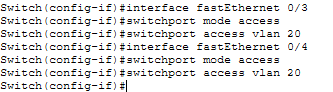 Switch(config-if)#interface fastEthernet 0/3
Switch(config-if)#switchport mode access
Switch(config-if)#switchport access vlan 20
Switch(config-if)#interface fastEthernet 0/4
Switch(config-if)#switchport mode access
Switch(config-if)#switchport access vlan 20
Switch(config-if)#